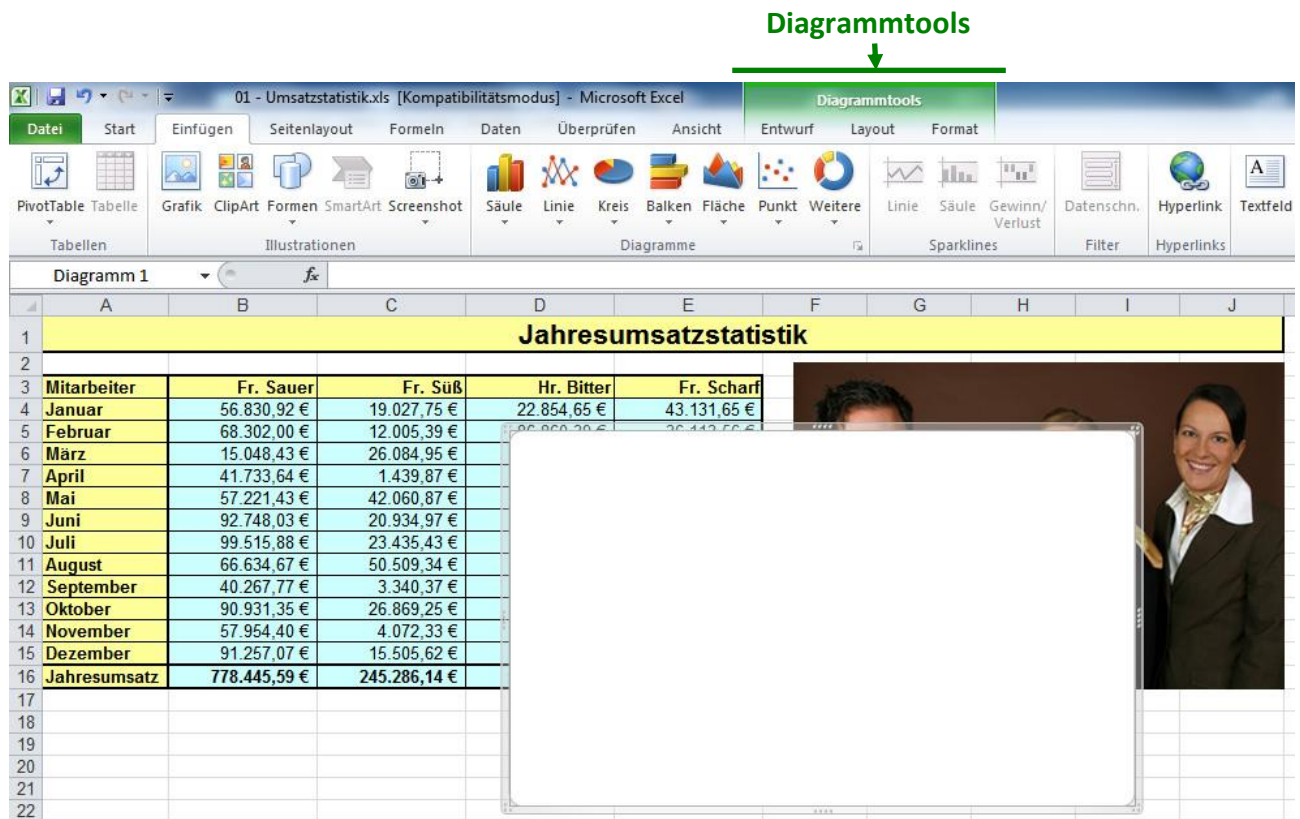 Diagrammtools
01 - Umsatzstatistik.xls [Kompatibilitätsmodus] - Microsoft Excel
Diagrammtools
Datei Start Einfügen Seitenlayout Formeln Daten Überprüfen Ansicht Entwurf Layout Format
PivotTable Tabelle Grafik ClipArt Formen SmartArt Screenshot Säule Linie Kreis Balken Fläche Punkt Weitere Linie Säule Gewinn/ Datenschn. Hyperlink Textfeld
Verlust
Tabellen Illustrationen Diagramme Sparklines Filter Hyperlinks
Diagramm 1 fx
A B C D E F G H I J
1 Jahresumsatzstatistik
2
3 Mitarbeiter Fr. Sauer Fr. Süß Hr. Bitter Fr. Scharf
4 Januar 56.830,92 € 19.027,75 € 22.854,65 € 43.131,65 €
5 Februar 68.302,00 € 12.005,39 €
6 März 15.048,43 € 26.084,95 €
7 April 41.733,64 € 1.439,87 €
8 Mai 57.221,43 € 42.060,87 €
9 Juni 92.748,03 € 20.934,97 €
10 Juli 99.515,88 € 23.435,43 €
11 August 66.634,67 € 50.509,34 €
12 September 40.267,77 € 3.340,37 €
13 Oktober 90.931,35 € 26.869,25 €
14 November 57.954,40 € 4.072,33 €
15 Dezember 91.257,07 € 15.505,62 €
16 Jahresumsatz 778.445,59 € 245.286,14 €
17
18
19
20
21
22